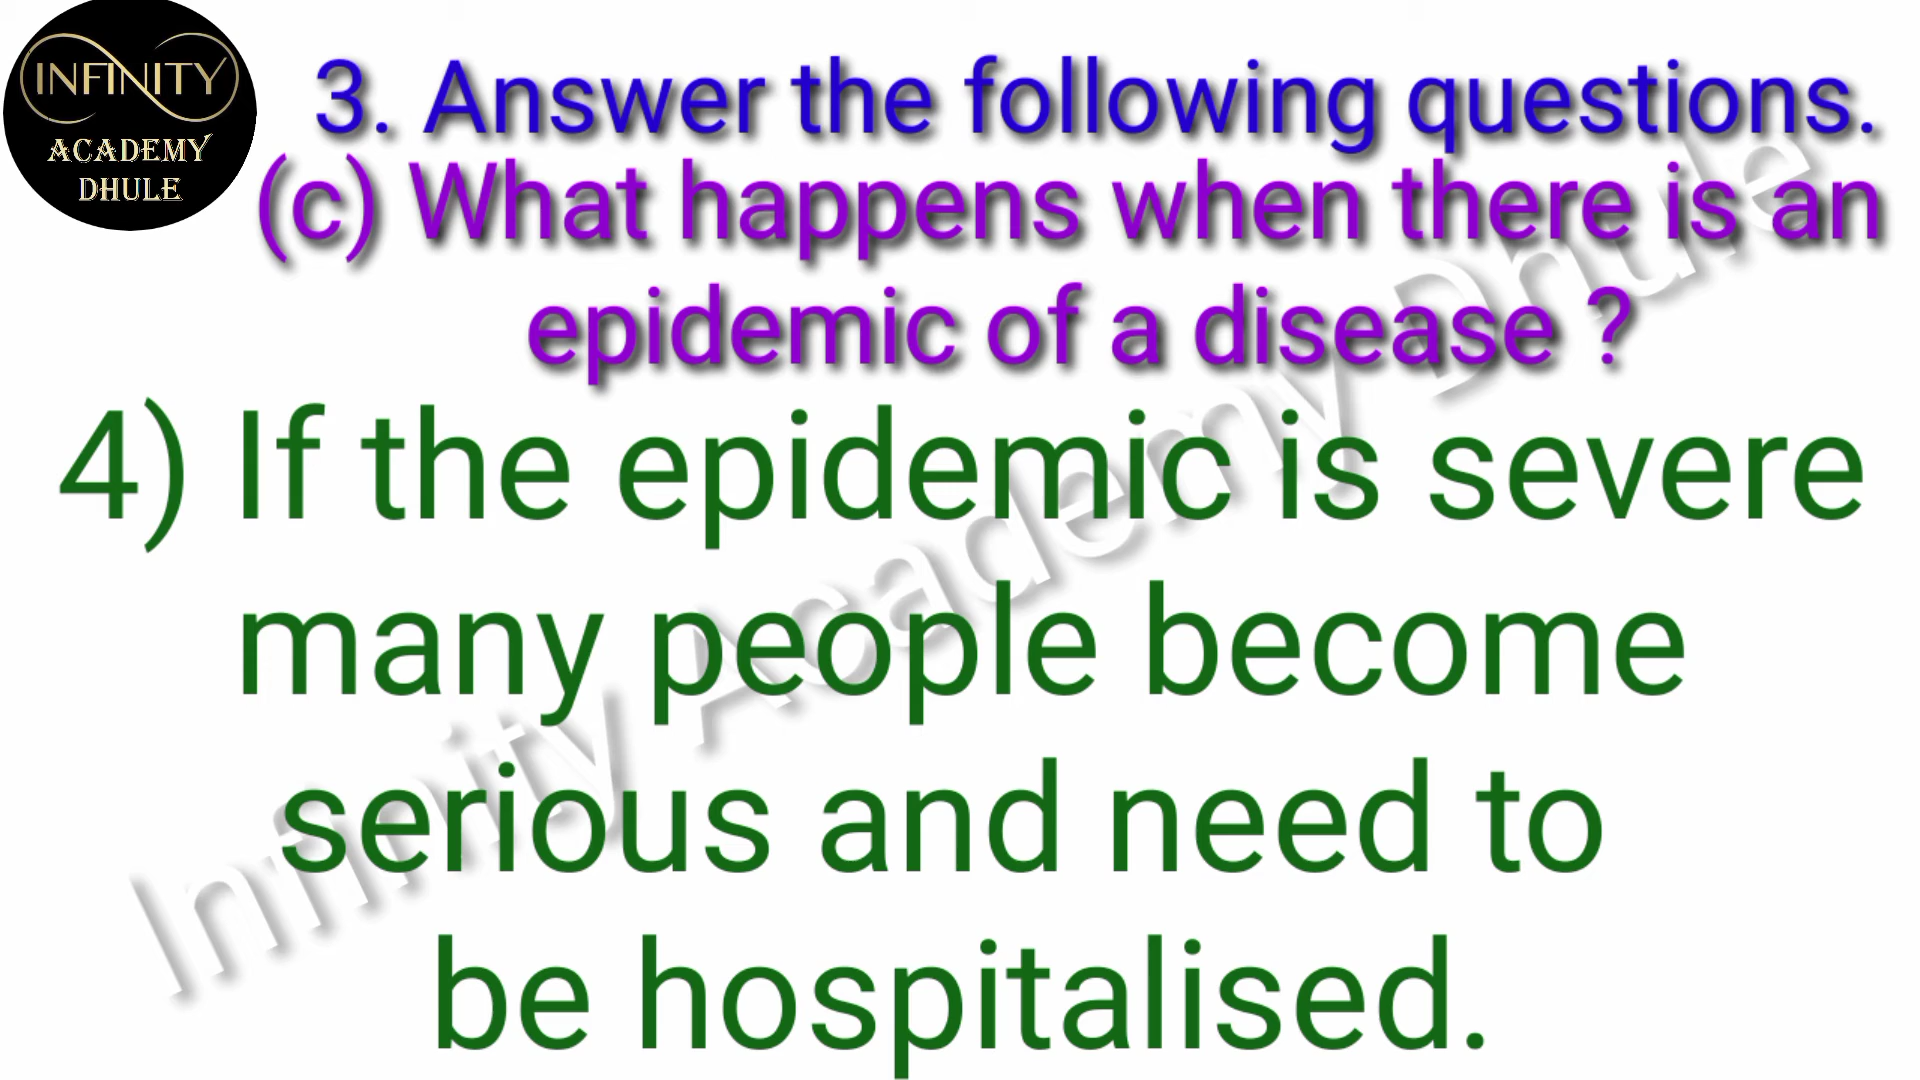 INFINITY
ACADEMY
DHULE
3. Answer the following questions.
(c) What happens when there is an
epidemic of a disease ?
4) If the epidemic is severe
many people become
serious and need to
be hospitalised.
Infinity Academy Dhule